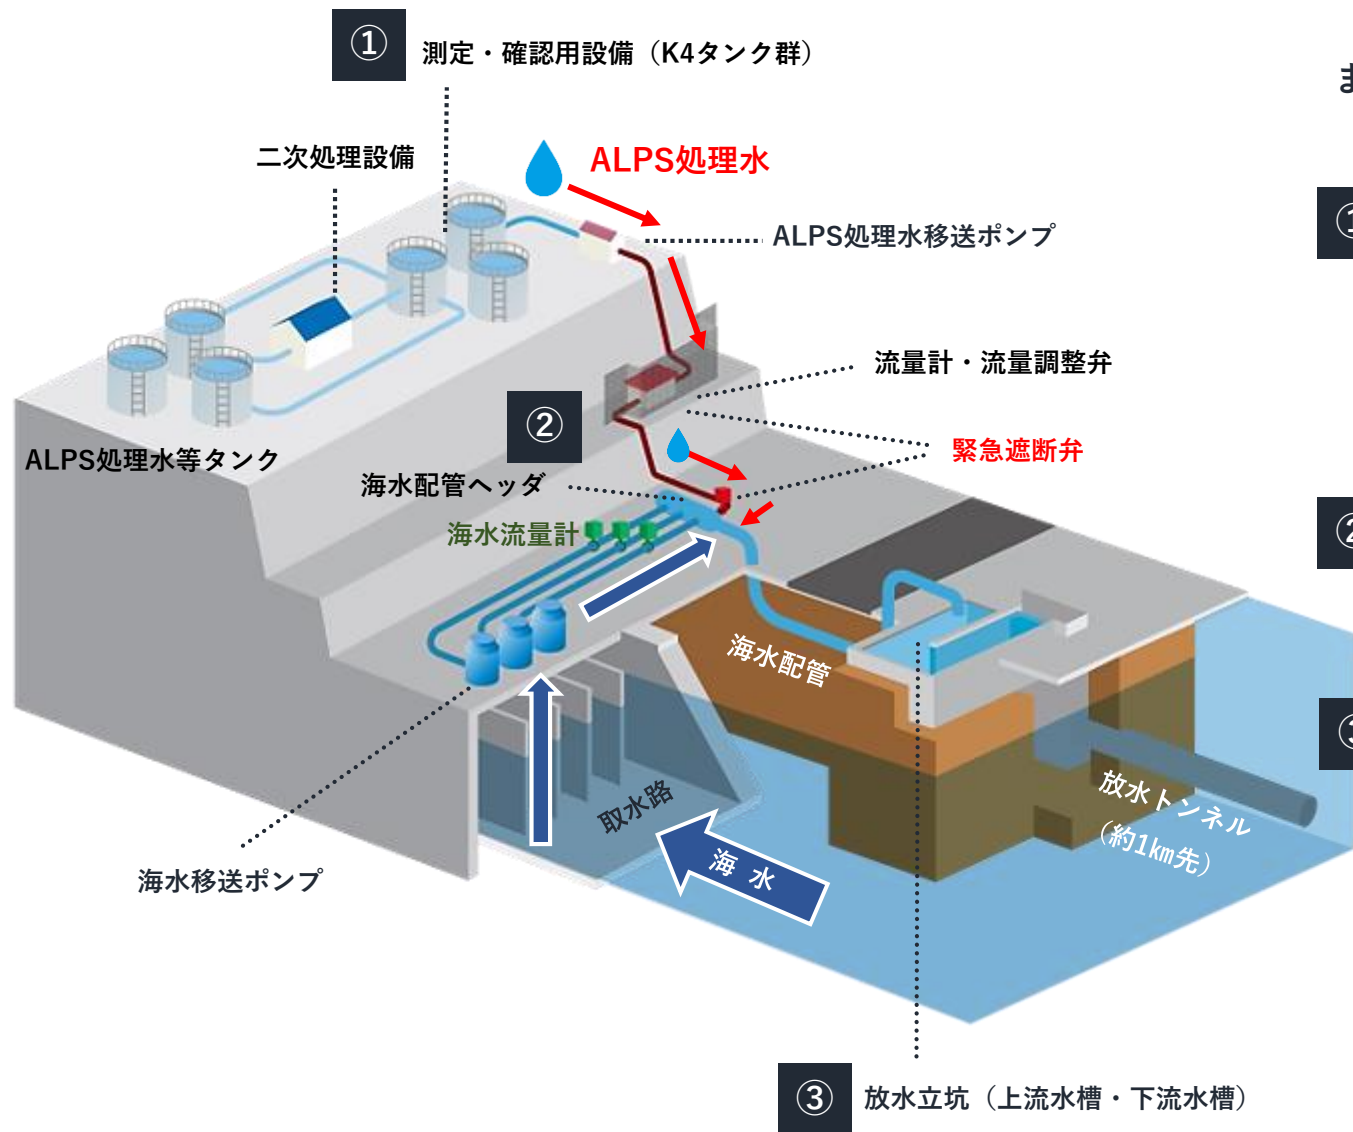 ①
測定・確認用設備（K4タンク群）
二次処理設備
ALPS処理水
ALPS処理水移送ポンプ
流量計・流量調整弁
②
緊急遮断弁
ALPS処理水等タンク
海水配管ヘッダ
海水流量計
海水配管
取水路
放水トンネル
（約1㎞先）
海 水
海水移送ポンプ
③
放水立坑（上流水槽・下流水槽）